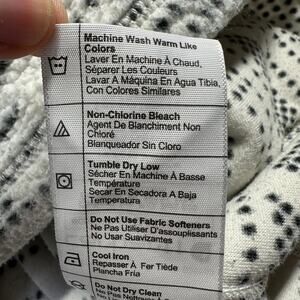 Machine Wash Warm Like
Colors
Laver En Machine À Chaud,
Séparer Les Couleurs
Lavar A Máquina En Agua Tibia,
Con Colores Similares
Non-Chlorine Bleach
Agent De Blanchiment Non
Chloré
Blanqueador Sin Cloro
Tumble Dry Low
Sécher En Machine À Basse
Température
Secar En Secadora A Baja
Temperatura
Do Not Use Fabric Softeners
Ne Pas Utiliser D'assouplissants
No Usar Suavizantes
Cool Iron
Repasser À Fer Tiède
Plancha Fría
Do Not Dry Clean
Ne Pas Nettoyer À